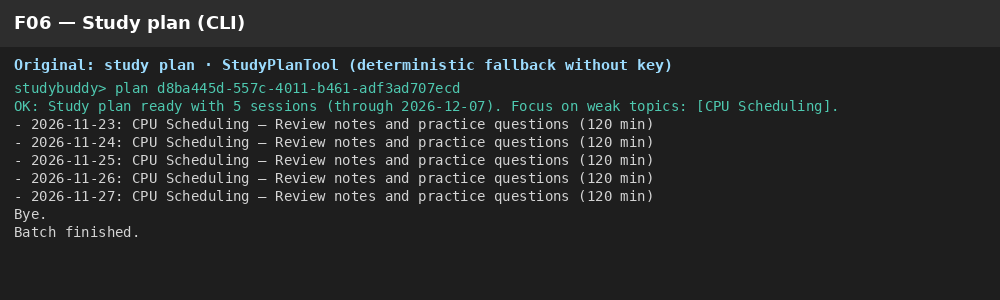 F06 — Study plan (CLI)
Original: study plan · StudyPlanTool (deterministic fallback without key)
studybuddy> plan d8ba445d-557c-4011-b461-adf3ad707ecd
OK: Study plan ready with 5 sessions (through 2026-12-07). Focus on weak topics: [CPU Scheduling].
- 2026-11-23: CPU Scheduling — Review notes and practice questions (120 min)
- 2026-11-24: CPU Scheduling — Review notes and practice questions (120 min)
- 2026-11-25: CPU Scheduling — Review notes and practice questions (120 min)
- 2026-11-26: CPU Scheduling — Review notes and practice questions (120 min)
- 2026-11-27: CPU Scheduling — Review notes and practice questions (120 min)
Bye.
Batch finished.